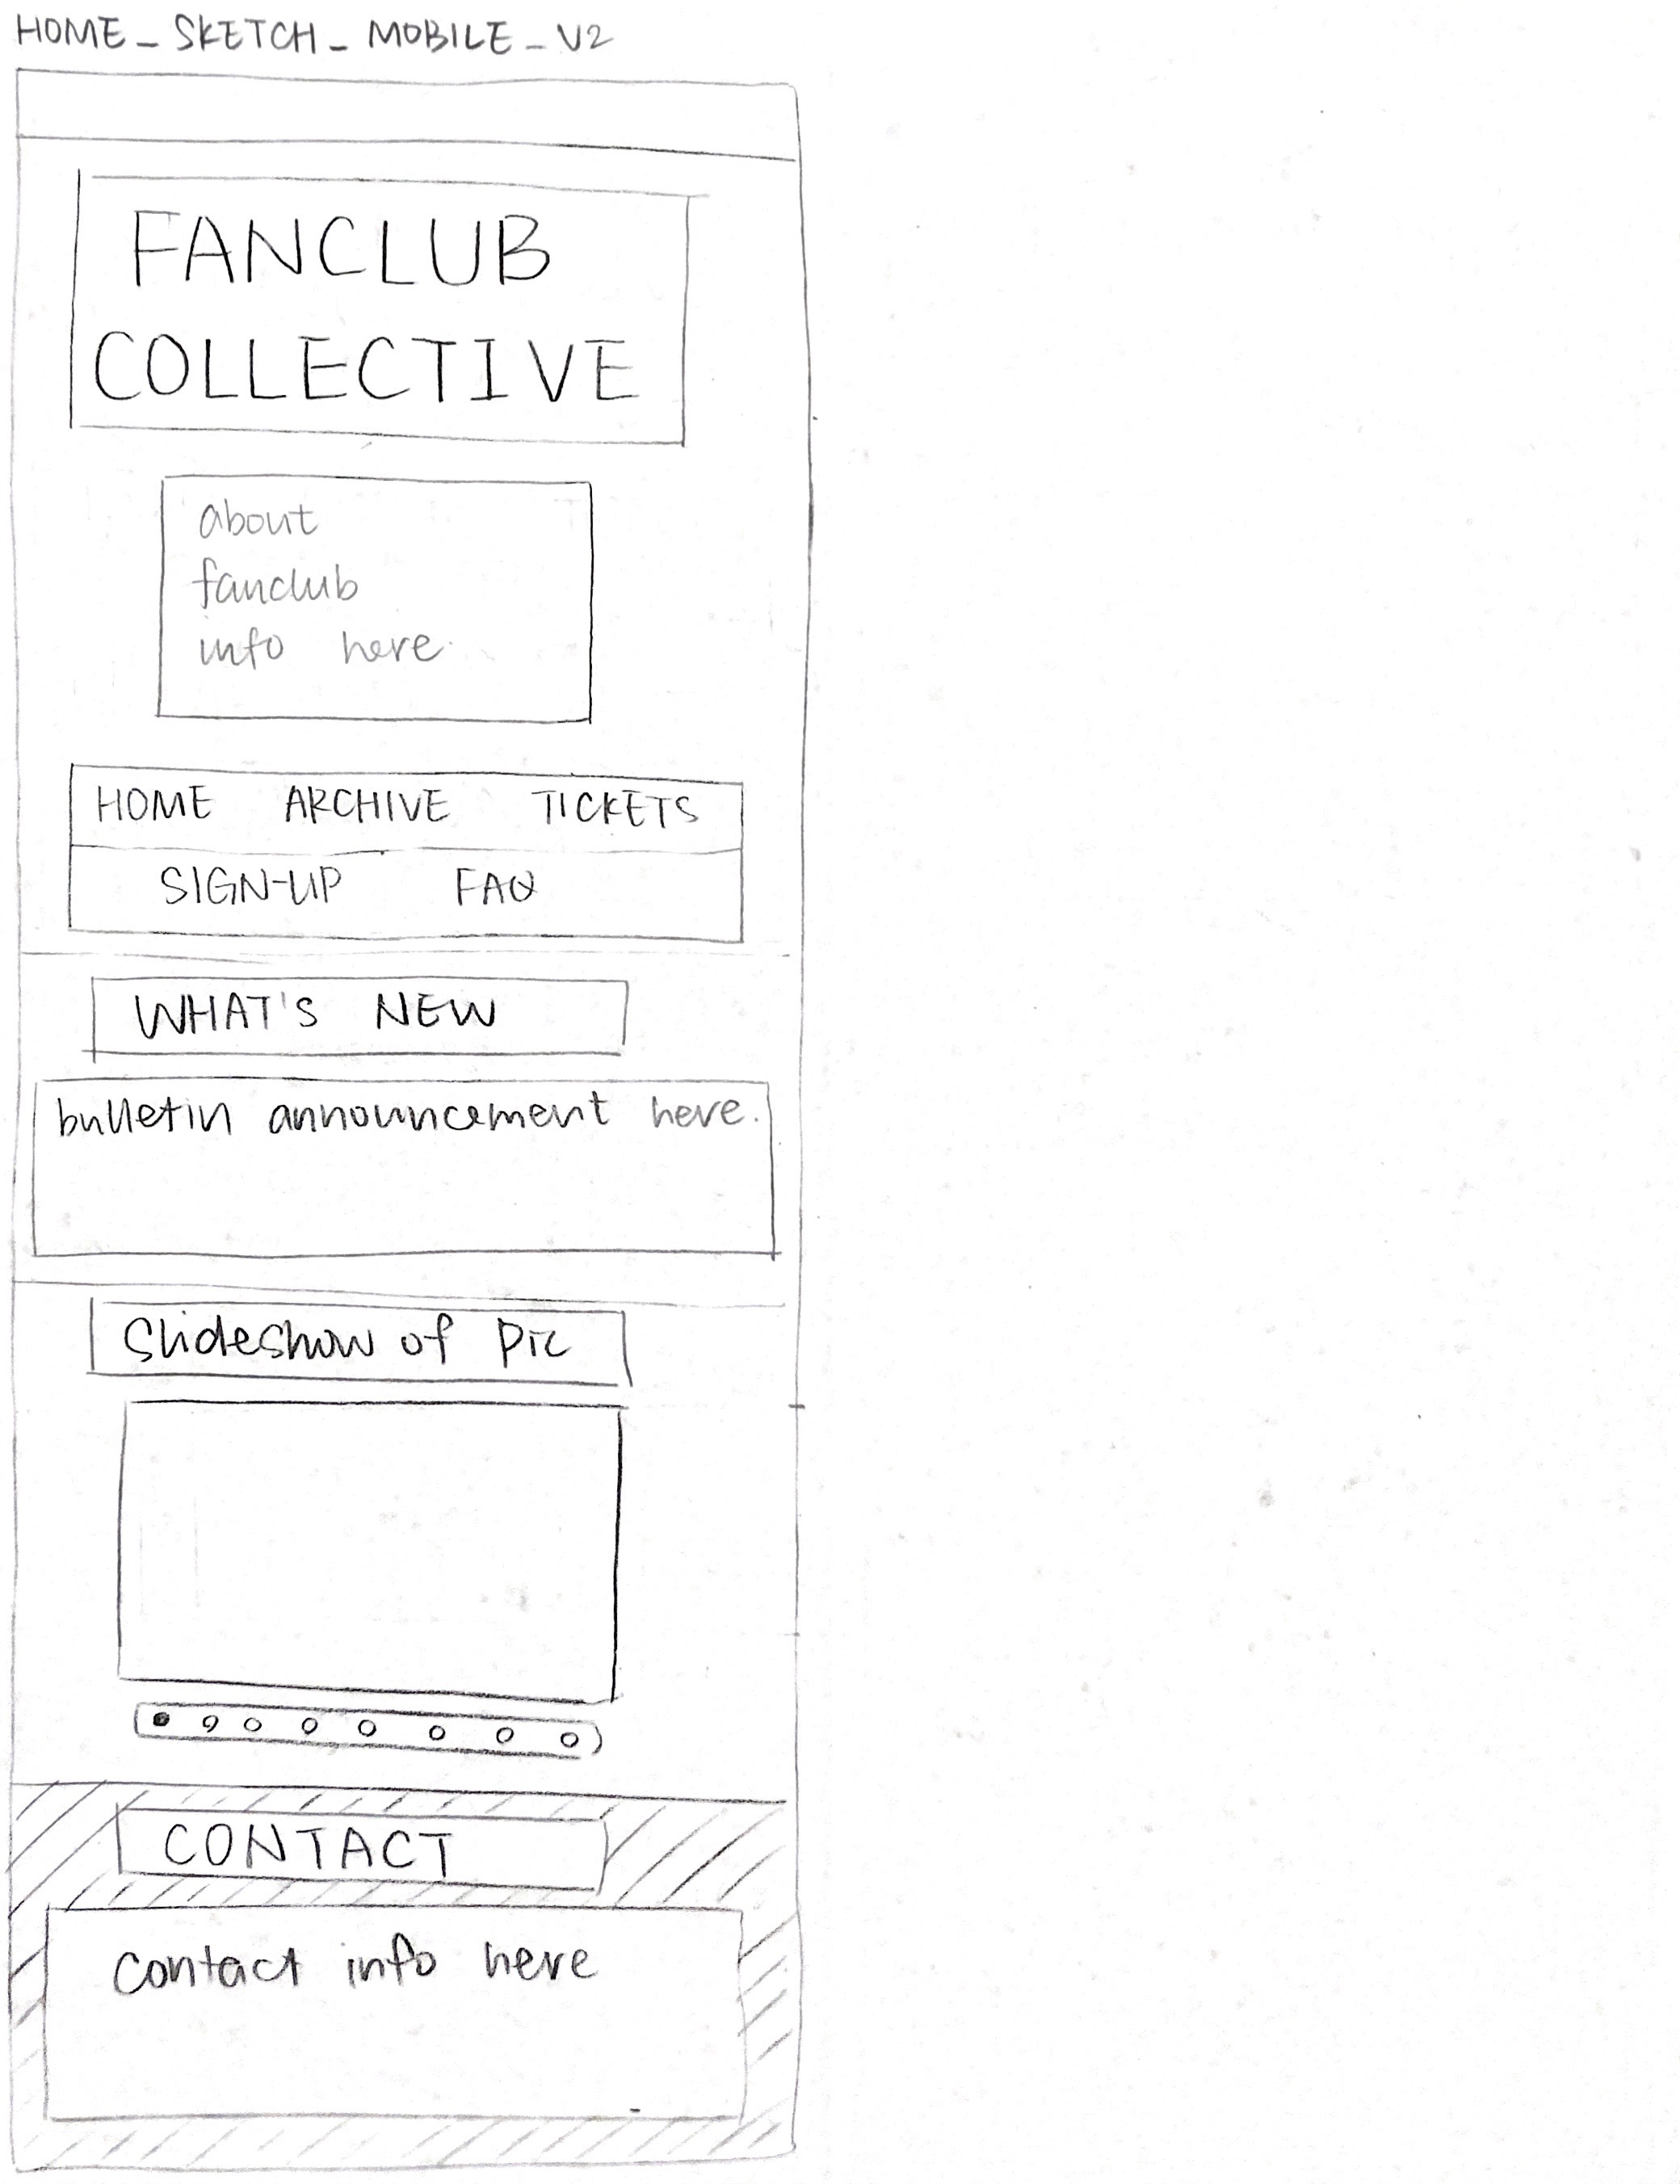 HOME_SKETCH_MOBILE_V2
FANCLUB
COLLECTIVE
about
fanclub
info here.
HOME ARCHIVE TICKETS
SIGN-UP FAQ
WHAT'S NEW
bulletin announcement here.
Slideshow of pic
CONTACT
contact info here